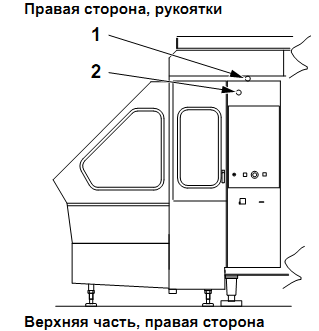 Правая сторона, рукоятки
1
2
Верхняя часть, правая сторона